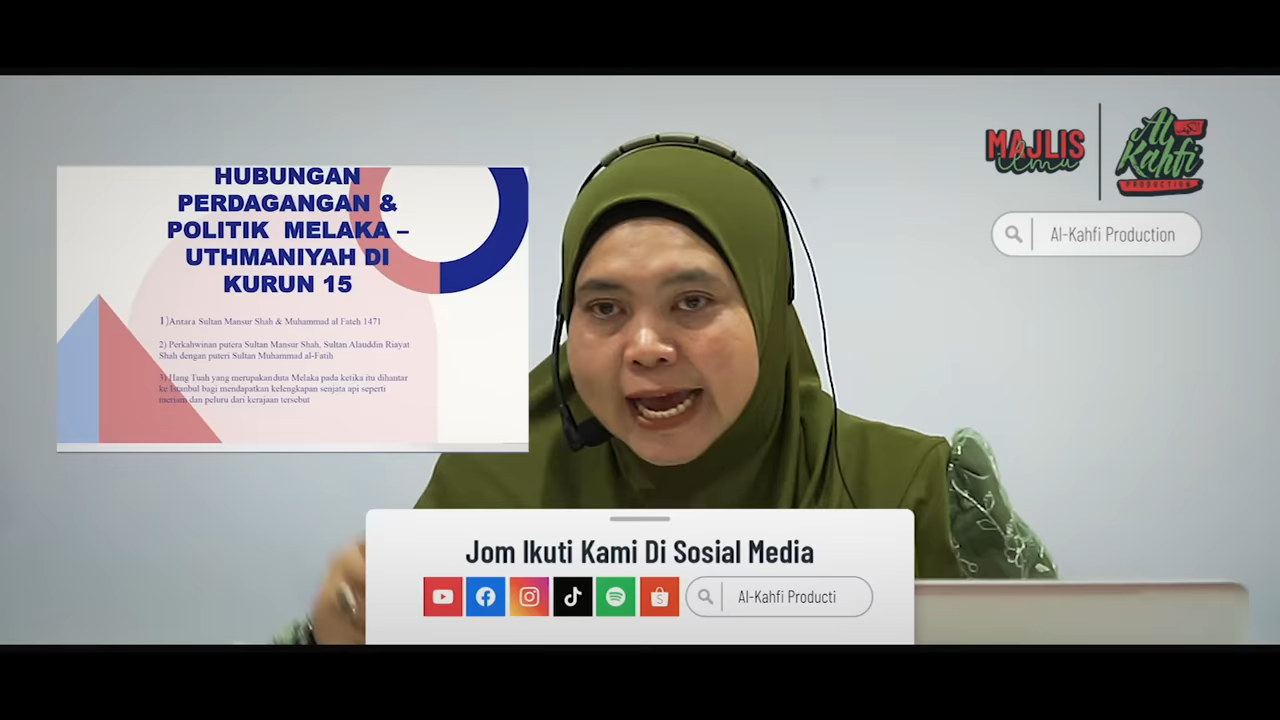 HUBUNGAN
PERDAGANGAN &
POLITIK MELAKA –
UTHMANIYAH DI
KURUN 15
1)Antara Sultan Mansur Shah & Muhammad al Fateh 1471
2) Perkahwinan putera Sultan Mansur Shah, Sultan Alauddin Riayat
Shah dengan puteri Sultan Muhammad al-Fatih
3) Hang Tuah yang merupakan duta Melaka pada ketika itu dihantar
ke Istanbul bagi mendapatkan kelengkapan senjata api seperti
meriam dan peluru dari kerajaan tersebut
MAJLIS
Ilmu
Al
Kahfi
PRODUCTION
Al-Kahfi Production
Jom Ikuti Kami Di Sosial Media
Al-Kahfi Producti